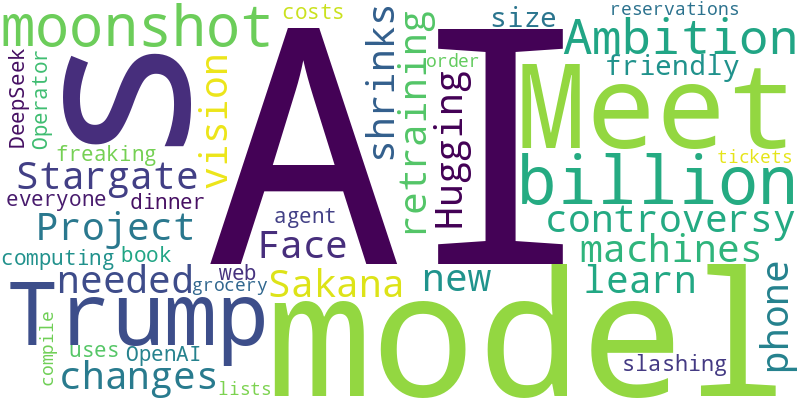 moonshot
costs
S
AI
retraining
shrinks
order
size
reservations
Ambition
friendly
DeepSeek
Operator
vision
Hugging
Meet
freaking
Stargate
everyone
dinner
billion
tickets
agent
Project
Face
controversy
computing
book
machines
needed
web
grocery
Sakana
new
learn
Trump
model
phone
compile
uses
OpenAI
changes
lists
slashing